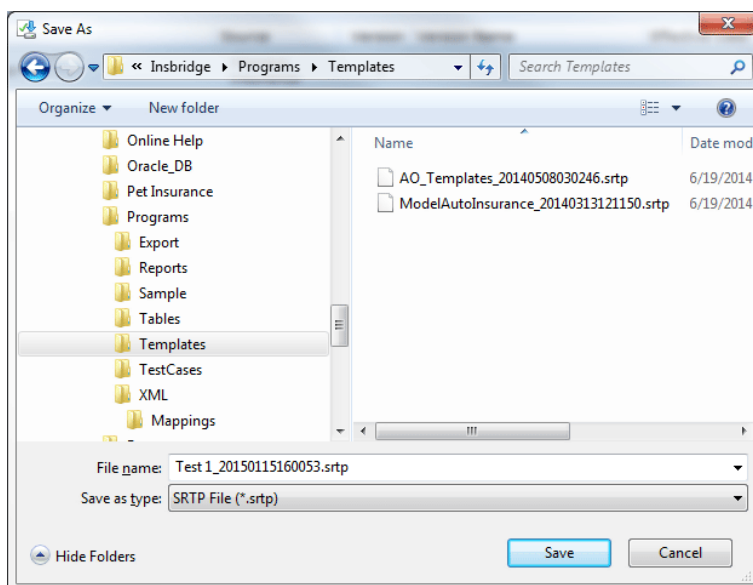 Save As
« Insbridge Programs Templates
Search Templates
Organize
New folder
Online Help
Oracle_DB
Pet Insurance
Programs
Export
Reports
Sample
Tables
Templates
TestCases
XML
Mappings
Name
Date mod
AO_Templates_20140508030246.srtp
6/19/2014
ModelAutoInsurance_20140313121150.srtp
6/19/2014
File name: Test 1_20150115160053.srtp
Save as type: SRTP File (*.srtp)
Hide Folders
Save
Cancel